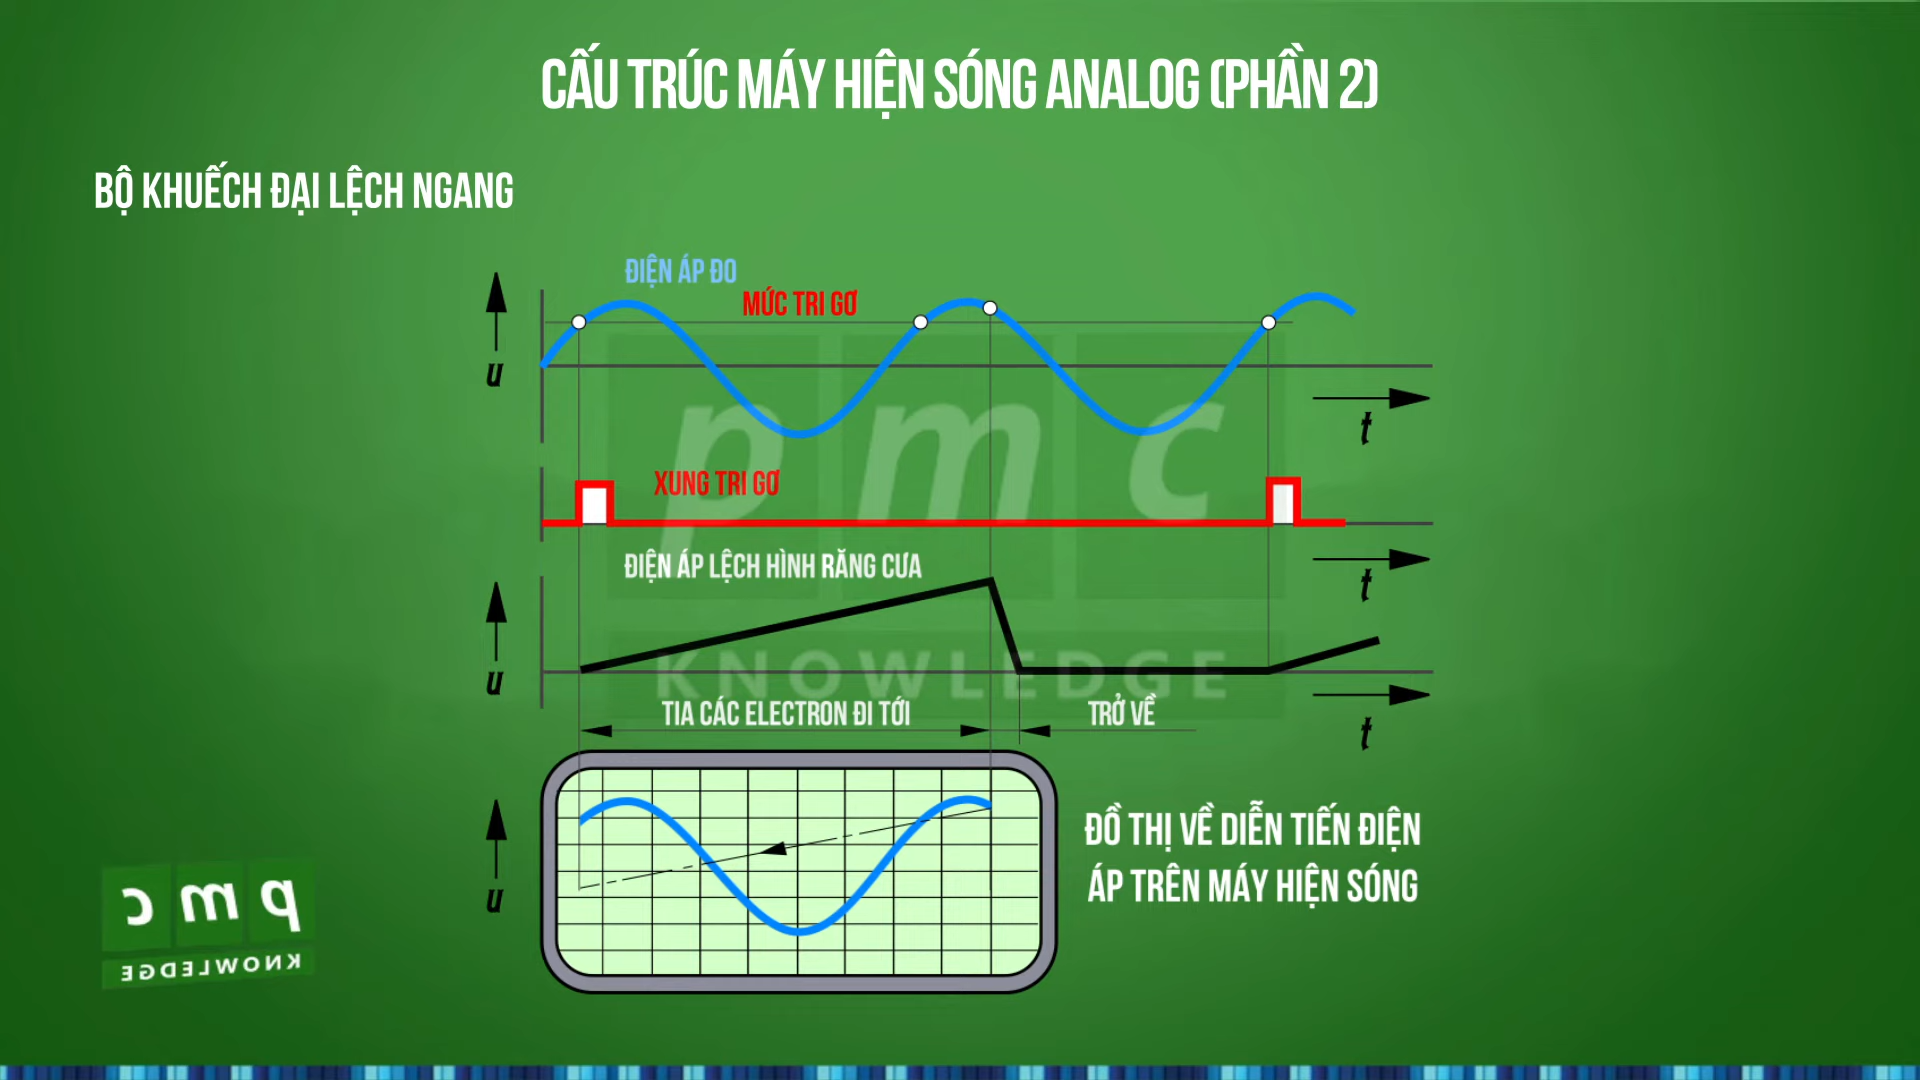 CẤU TRÚC MÁY HIỆN SÓNG ANALOG (PHẦN 2)
BỘ KHUẾCH ĐẠI LỆCH NGANG
ĐIỆN ÁP ĐO
MỨC TRI GƠ
u
t
XUNG TRI GƠ
t
ĐIỆN ÁP LỆCH HÌNH RĂNG CƯA
u
t
TIA CÁC ELECTRON ĐI TỚI
TRỞ VỀ
u
ĐỒ THỊ VỀ DIỄN TIẾN ĐIỆN
ÁP TRÊN MÁY HIỆN SÓNG
p m c
KNOWLEDGE
pmc
KNOWLEDGE